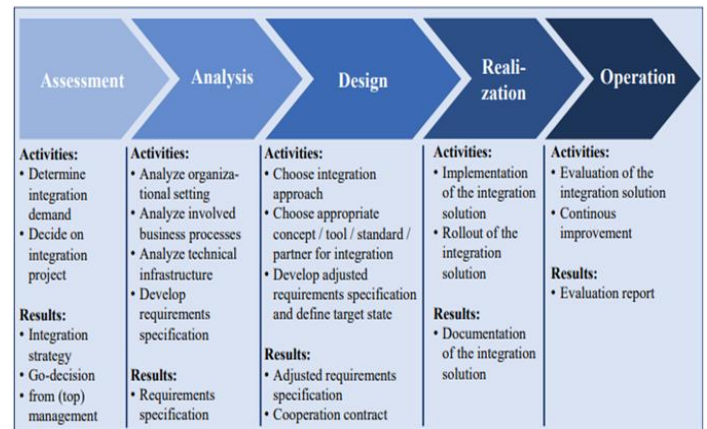 Assessment
Analysis
Design
Reali-
zation
Operation
Activities:
• Determine
integration
demand
• Decide on
integration
project
Results:
• Integration
strategy
• Go-decision
• from (top)
management
Activities:
• Analyze organiza-
tional setting
• Analyze involved
business processes
• Analyze technical
infrastructure
• Develop
requirements
specification
Results:
• Requirements
specification
Activities:
• Choose integration
approach
• Choose appropriate
concept / tool / standard /
partner for integration
• Develop adjusted
requirements specification
and define target state
Results:
• Adjusted requirements
specification
• Cooperation contract
Activities:
• Implementation
of the integration
solution
• Rollout of the
integration
solution
Results:
• Documentation
of the integration
solution
Activities:
• Evaluation of the
integration solution
• Continous
improvement
Results:
• Evaluation report